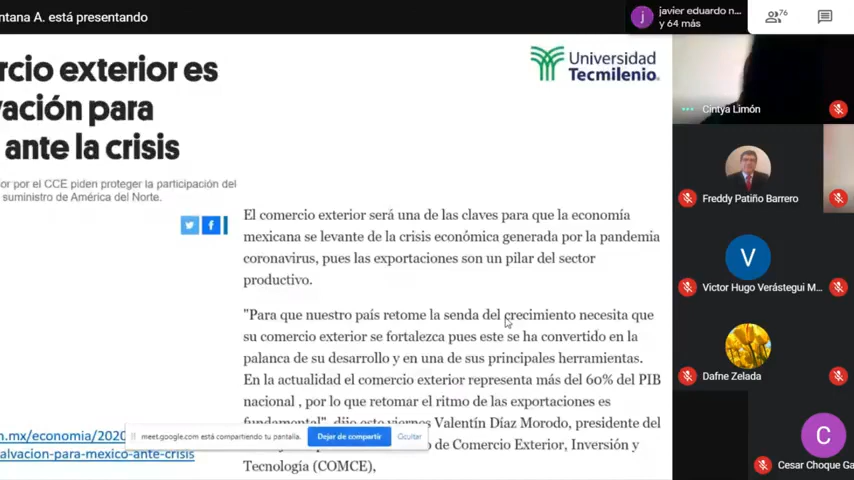 ntana A. está presentando
javier eduardo n...
y 64 más
76
rcio exterior es
vación para
ante la crisis
or por el CCE piden proteger la participación del
suministro de América del Norte.
Universidad
Tecmilenio
El comercio exterior será una de las claves para que la economía
mexicana se levante de la crisis económica generada por la pandemia
coronavirus, pues las exportaciones son un pilar del sector
productivo.
"Para que nuestro país retome la senda del crecimiento necesita que
su comercio exterior se fortalezca pues este se ha convertido en la
palanca de su desarrollo y en una de sus principales herramientas.
En la actualidad el comercio exterior representa más del 60% del PIB
nacional , por lo que retomar el ritmo de las exportaciones es
fundamental", dijo este viernes Valentín Díaz Morodo, presidente del
o de Comercio Exterior, Inversión y
Tecnología (COMCE),
n.mx/economia/2020
alvacion-para-mexico-ante-crisis
meet.google.com está compartiendo tu pantalla.
Dejar de compartir
Ocultar
Cintya Limón
Freddy Patiño Barrero
V
Victor Hugo Verástegui M...
Dafne Zelada
C
Cesar Choque Ga